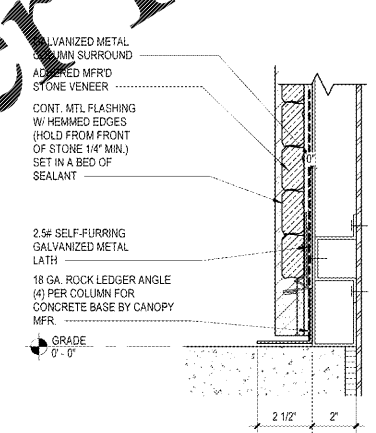 GALVANIZED METAL
COLUMN SURROUND
ADHERED MFR'D
STONE VENEER
CONT. MTL FLASHING
W/ HEMMED EDGES
(HOLD FROM FRONT
OF STONE 1/4" MIN.)
SET IN A BED OF
SEALANT
0"
2.5# SELF-FURRING
GALVANIZED METAL
LATH
18 GA. ROCK LEDGER ANGLE
(4) PER COLUMN FOR
CONCRETE BASE BY CANOPY
MFR.
GRADE
0' - 0"
2 1/2" 2"